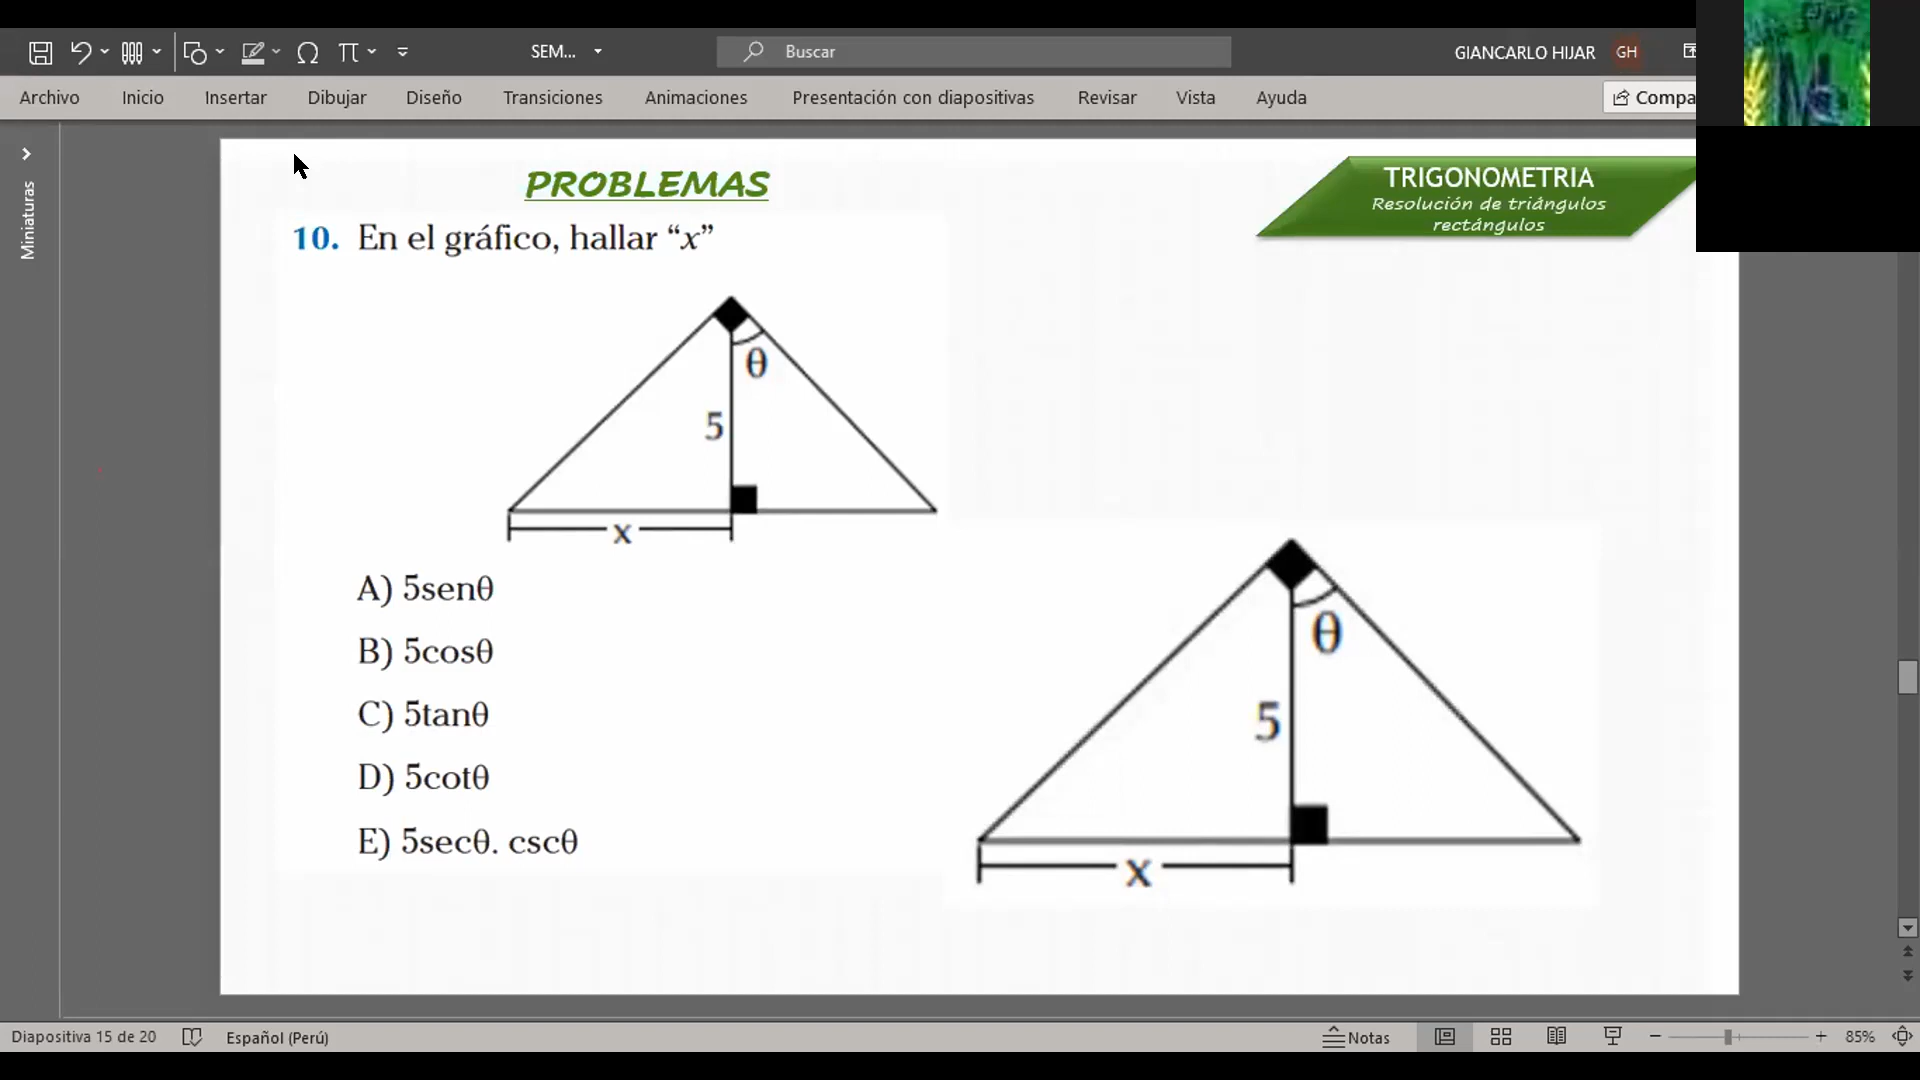 SEM...
Buscar
GIANCARLO HIJAR
GH
Archivo
Inicio
Insertar
Dibujar
Diseño
Transiciones
Animaciones
Presentación con diapositivas
Revisar
Vista
Ayuda
Compa
Miniaturas
PROBLEMAS
TRIGONOMETRIA
Resolución de triángulos
rectángulos
10. En el gráfico, hallar “x”
θ
5
x
A) 5senθ
B) 5cosθ
C) 5tanθ
D) 5cotθ
E) 5secθ. cscθ
θ
5
x
Diapositiva 15 de 20
Español (Perú)
Notas
85%